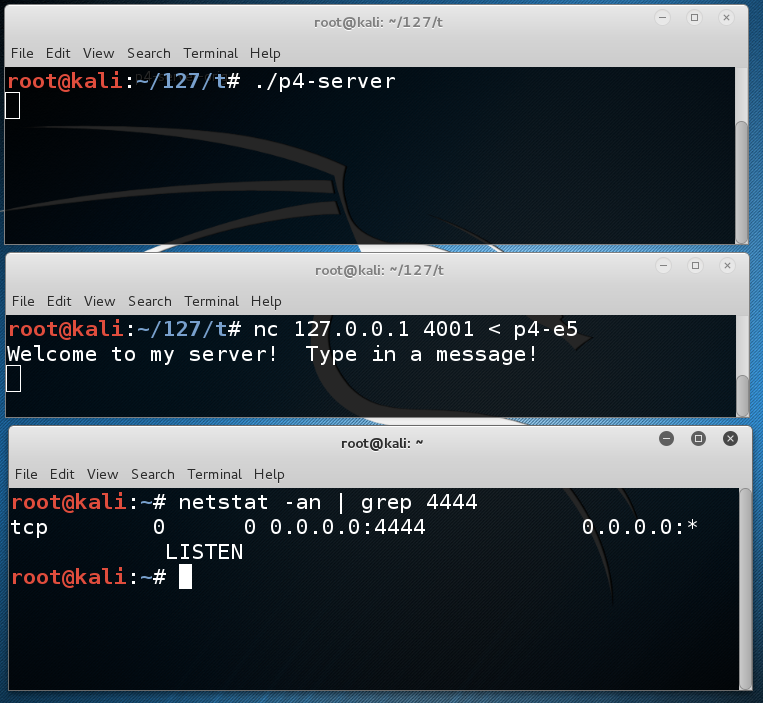 root@kali: ~/127/t
File Edit View Search Terminal Help
root@kali:~/127/t# ./p4-server
root@kali: ~/127/t
File Edit View Search Terminal Help
root@kali:~/127/t# nc 127.0.0.1 4001 < p4-e5
Welcome to my server!  Type in a message!
root@kali: ~
File Edit View Search Terminal Help
root@kali:~# netstat -an | grep 4444
tcp        0      0 0.0.0.0:4444            0.0.0.0:*
            LISTEN
root@kali:~#